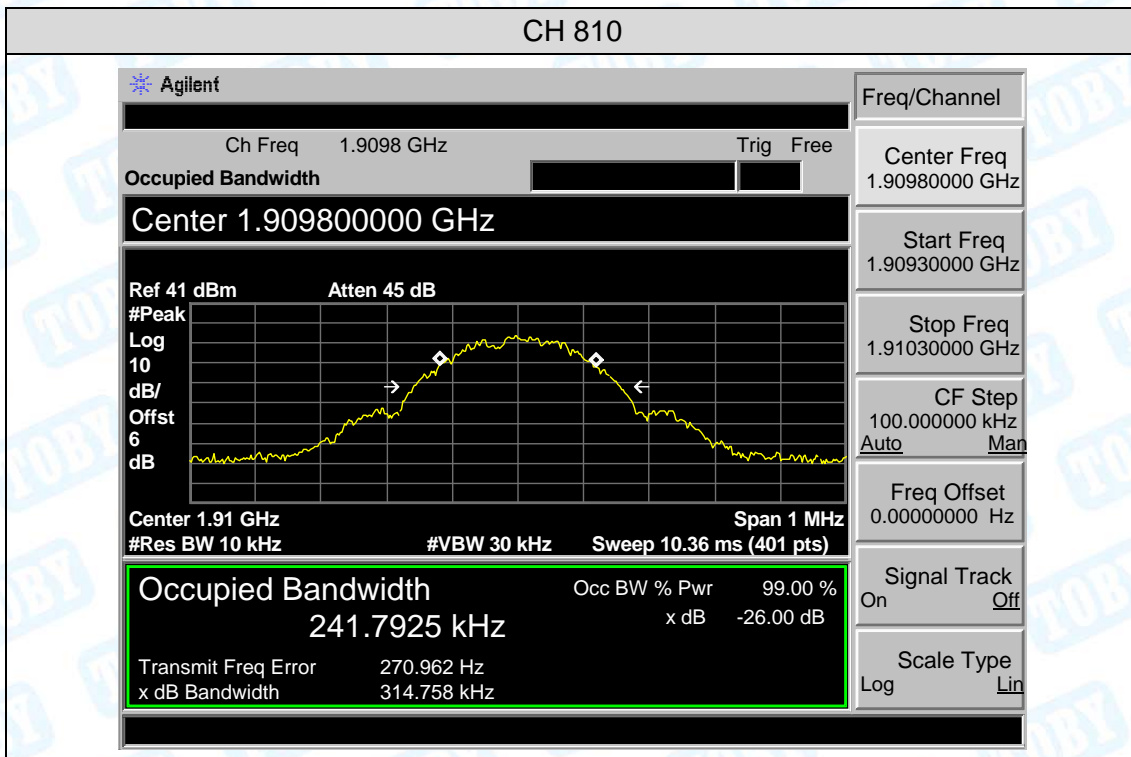 CH 810
Agilent
Freq/Channel
Ch Freq 1.9098 GHz Trig Free
Occupied Bandwidth
Center 1.909800000 GHz
Ref 41 dBm Atten 45 dB
#Peak
Log
10
dB/
Offst
6
dB
Center 1.91 GHz Span 1 MHz
#Res BW 10 kHz #VBW 30 kHz Sweep 10.36 ms (401 pts)
Occupied Bandwidth
241.7925 kHz
Occ BW % Pwr 99.00 %
x dB -26.00 dB
Transmit Freq Error 270.962 Hz
x dB Bandwidth 314.758 kHz
Center Freq
1.90980000 GHz
Start Freq
1.90930000 GHz
Stop Freq
1.91030000 GHz
CF Step
100.000000 kHz
Auto Man
Freq Offset
0.00000000 Hz
Signal Track
On Off
Scale Type
Log Lin
TOBY